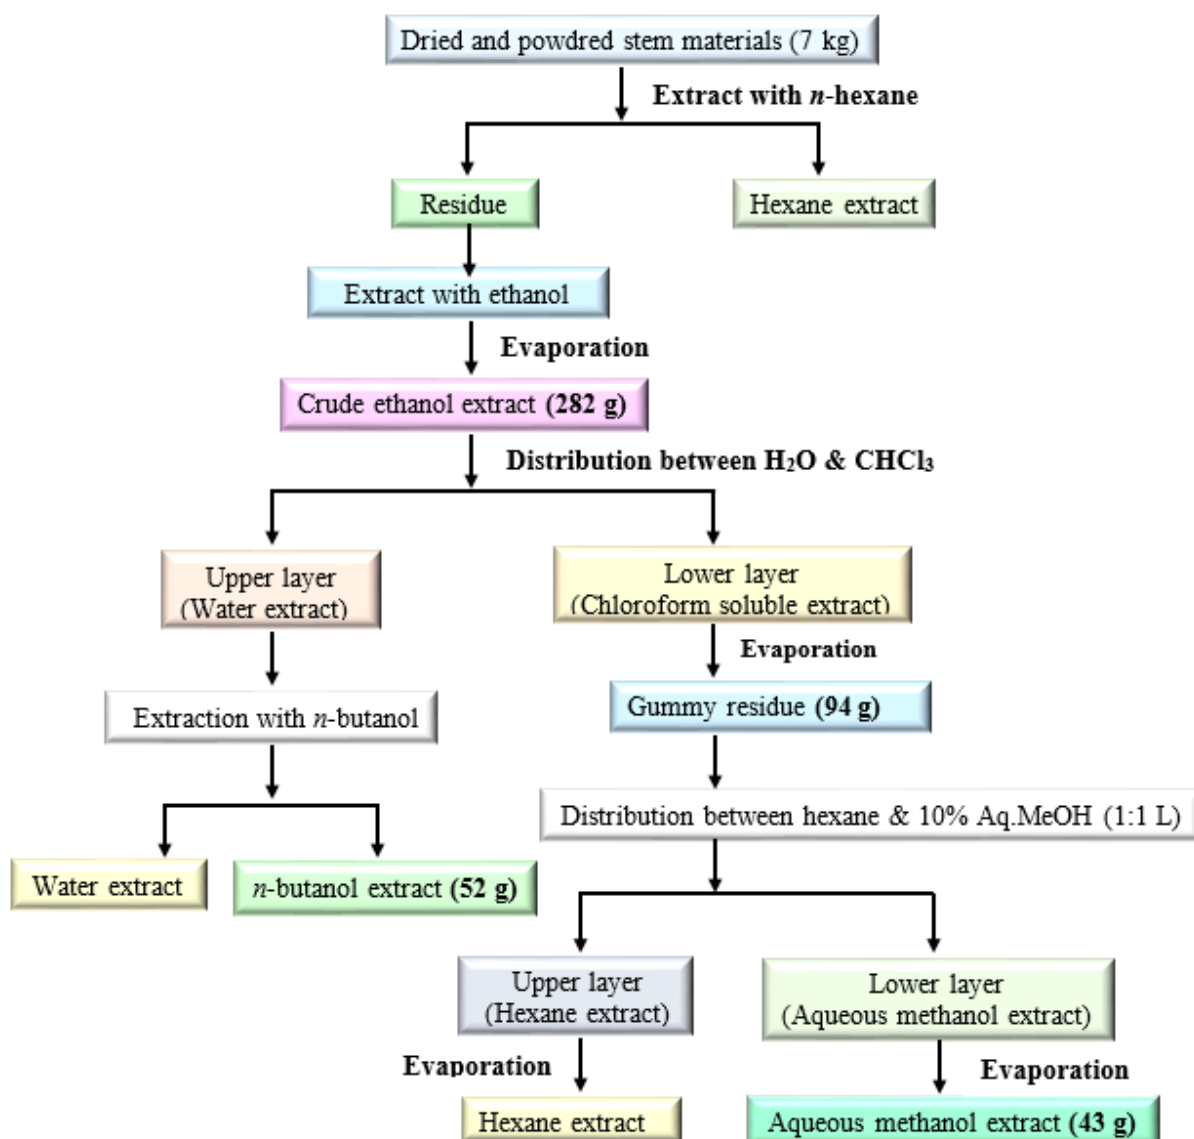 Dried and powdred stem materials (7 kg)
Extract with n-hexane
Residue
Hexane extract
Extract with ethanol
Evaporation
Crude ethanol extract (282 g)
Distribution between H₂O & CHCl₃
Upper layer
(Water extract)
Lower layer
(Chloroform soluble extract)
Evaporation
Extraction with n-butanol
Gummy residue (94 g)
Distribution between hexane & 10% Aq.MeOH (1:1 L)
Water extract
n-butanol extract (52 g)
Upper layer
(Hexane extract)
Lower layer
(Aqueous methanol extract)
Evaporation
Evaporation
Hexane extract
Aqueous methanol extract (43 g)